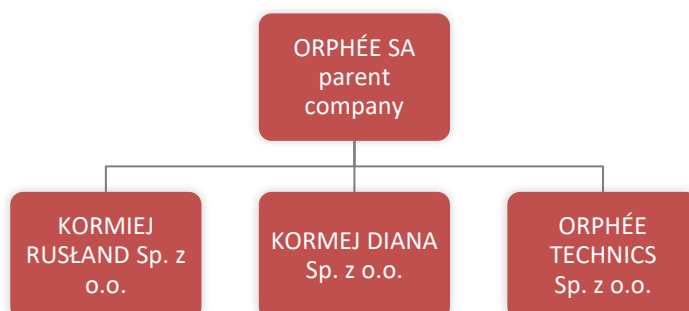 ORPHÉE SA
parent
company
KORMIEJ
RUSŁAND Sp. z
o.o.
KORMEJ DIANA
Sp. z o.o.
ORPHÉE
TECHNICS
Sp. z o.o.